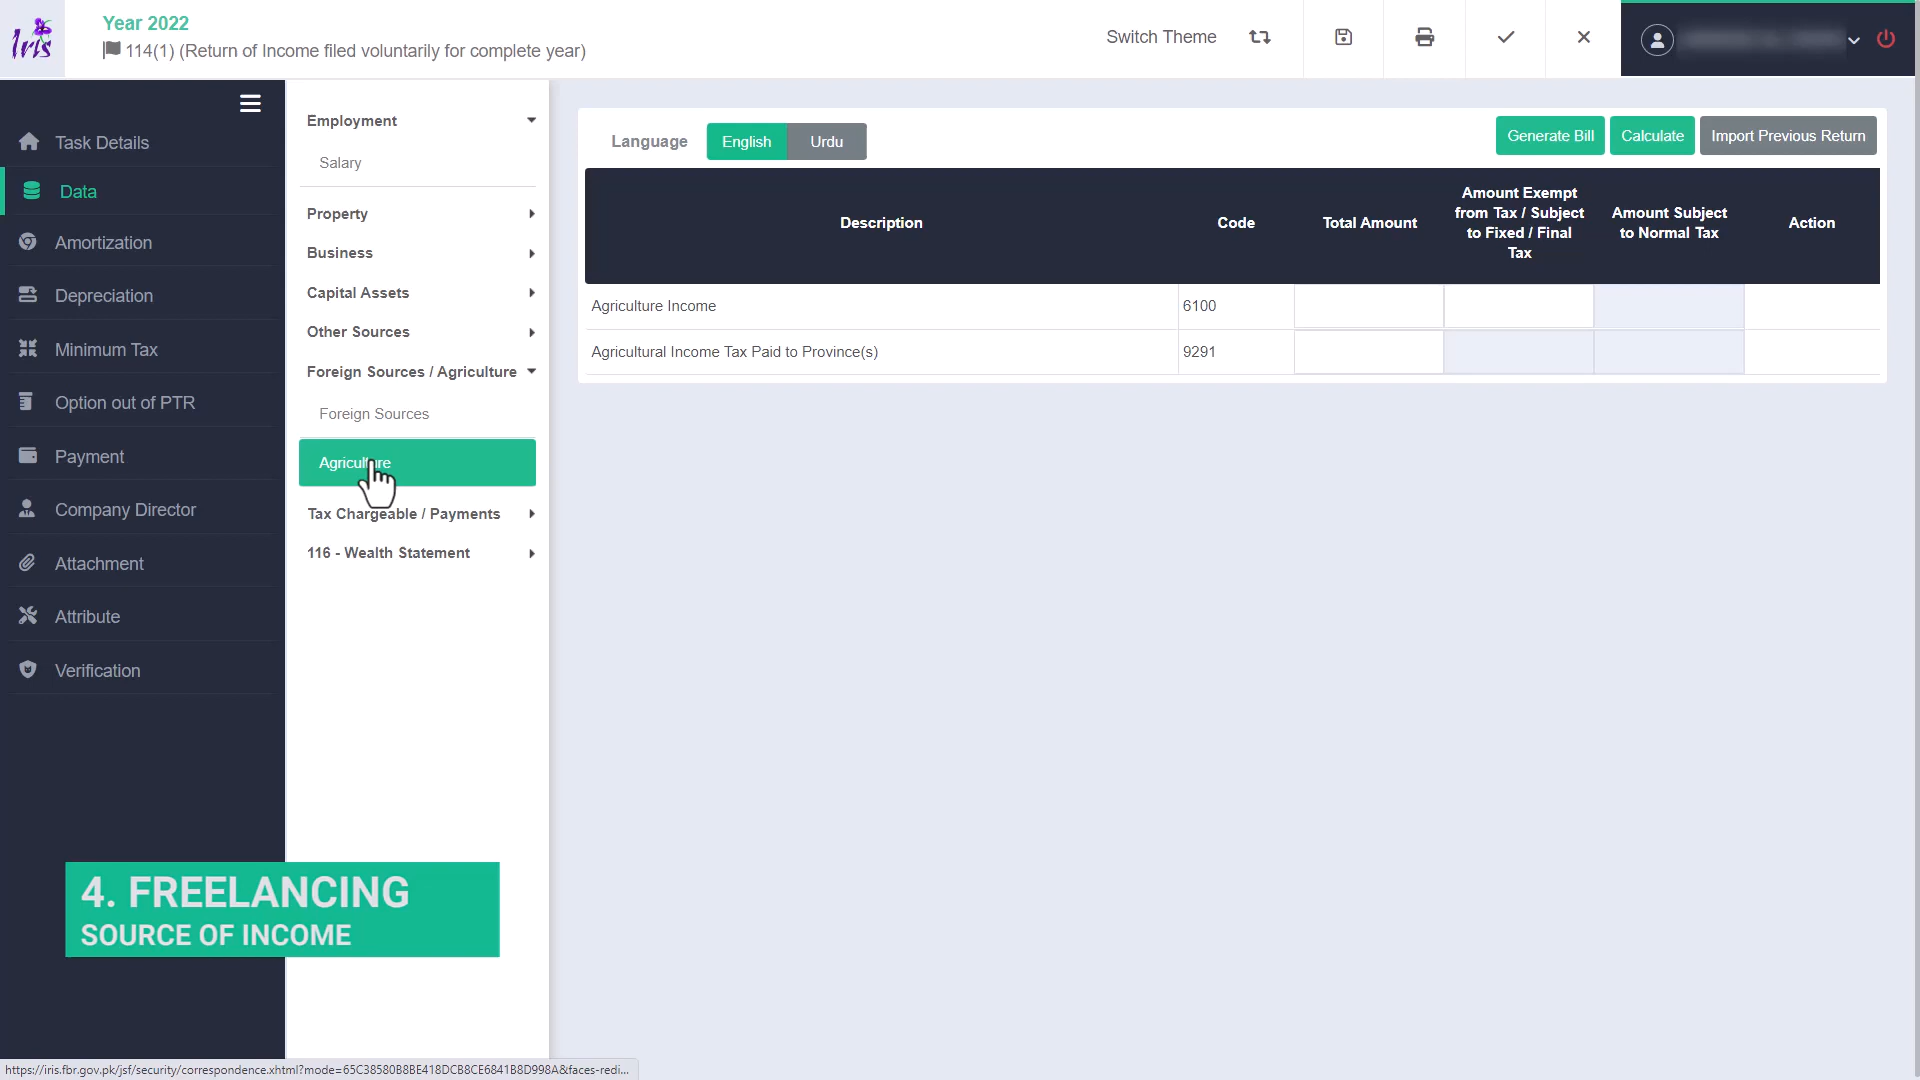 Iris
Year 2022
114(1) (Return of Income filed voluntarily for complete year)
Switch Theme
Task Details
Data
Amortization
Depreciation
Minimum Tax
Option out of PTR
Payment
Company Director
Attachment
Attribute
Verification
Employment
Salary
Property
Business
Capital Assets
Other Sources
Foreign Sources / Agriculture
Foreign Sources
Agriculture
Tax Chargeable / Payments
116 - Wealth Statement
Language English Urdu
Generate Bill Calculate Import Previous Return
Description Code Total Amount Amount Exempt from Tax / Subject to Fixed / Final Tax Amount Subject to Normal Tax Action
Agriculture Income 6100
Agricultural Income Tax Paid to Province(s) 9291
4. FREELANCING
SOURCE OF INCOME
https://iris.fbr.gov.pk/jsf/security/correspondence.xhtml?mode=65C38580B8BE418DCB8CE6841B8D998A&faces-redi...